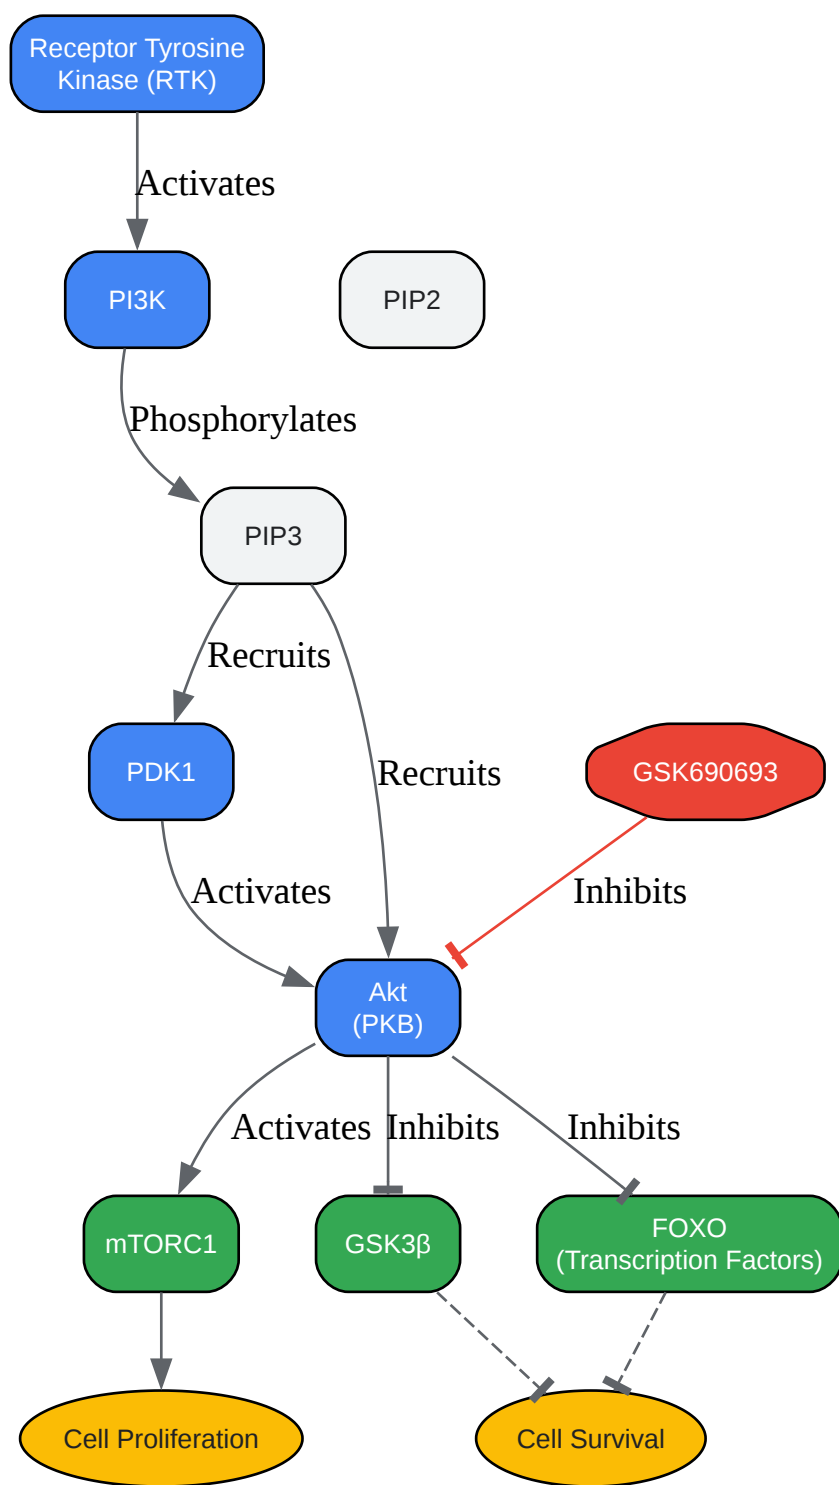 Receptor Tyrosine
Kinase (RTK)
Activates
PI3K
PIP2
Phosphorylates
PIP3
Recruits
PDK1
Recruits
GSK690693
Activates
Inhibits
Akt
(PKB)
Activates
Inhibits
Inhibits
mTORC1
GSK3β
FOXO
(Transcription Factors)
Cell Proliferation
Cell Survival